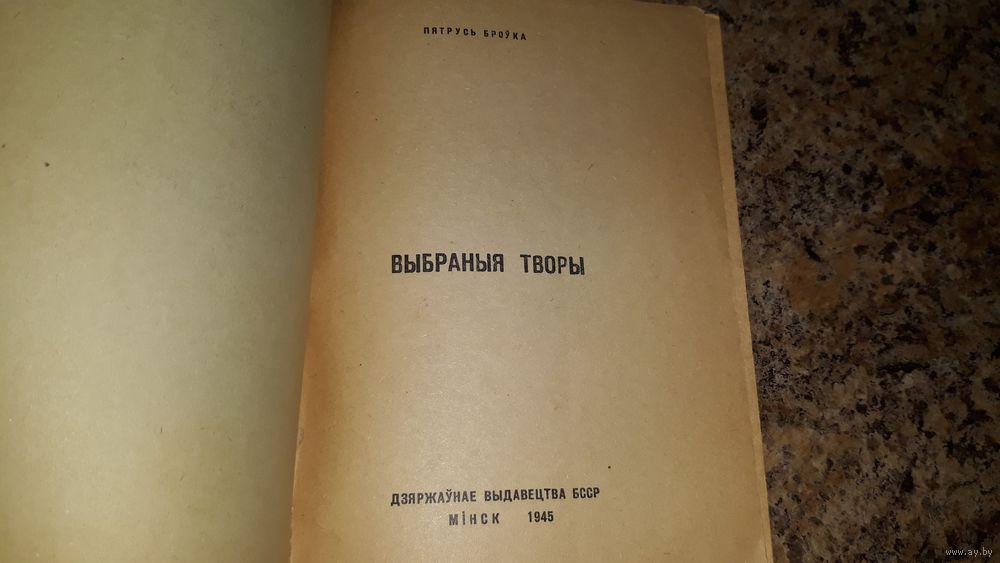 ПЯТРУСЬ БРОЎКА
ВЫБРАНЫЯ ТВОРЫ
ДЗЯРЖАЎНАЕ ВЫДАВЕЦТВА БССР
МІНСК 1945
www.ay.by